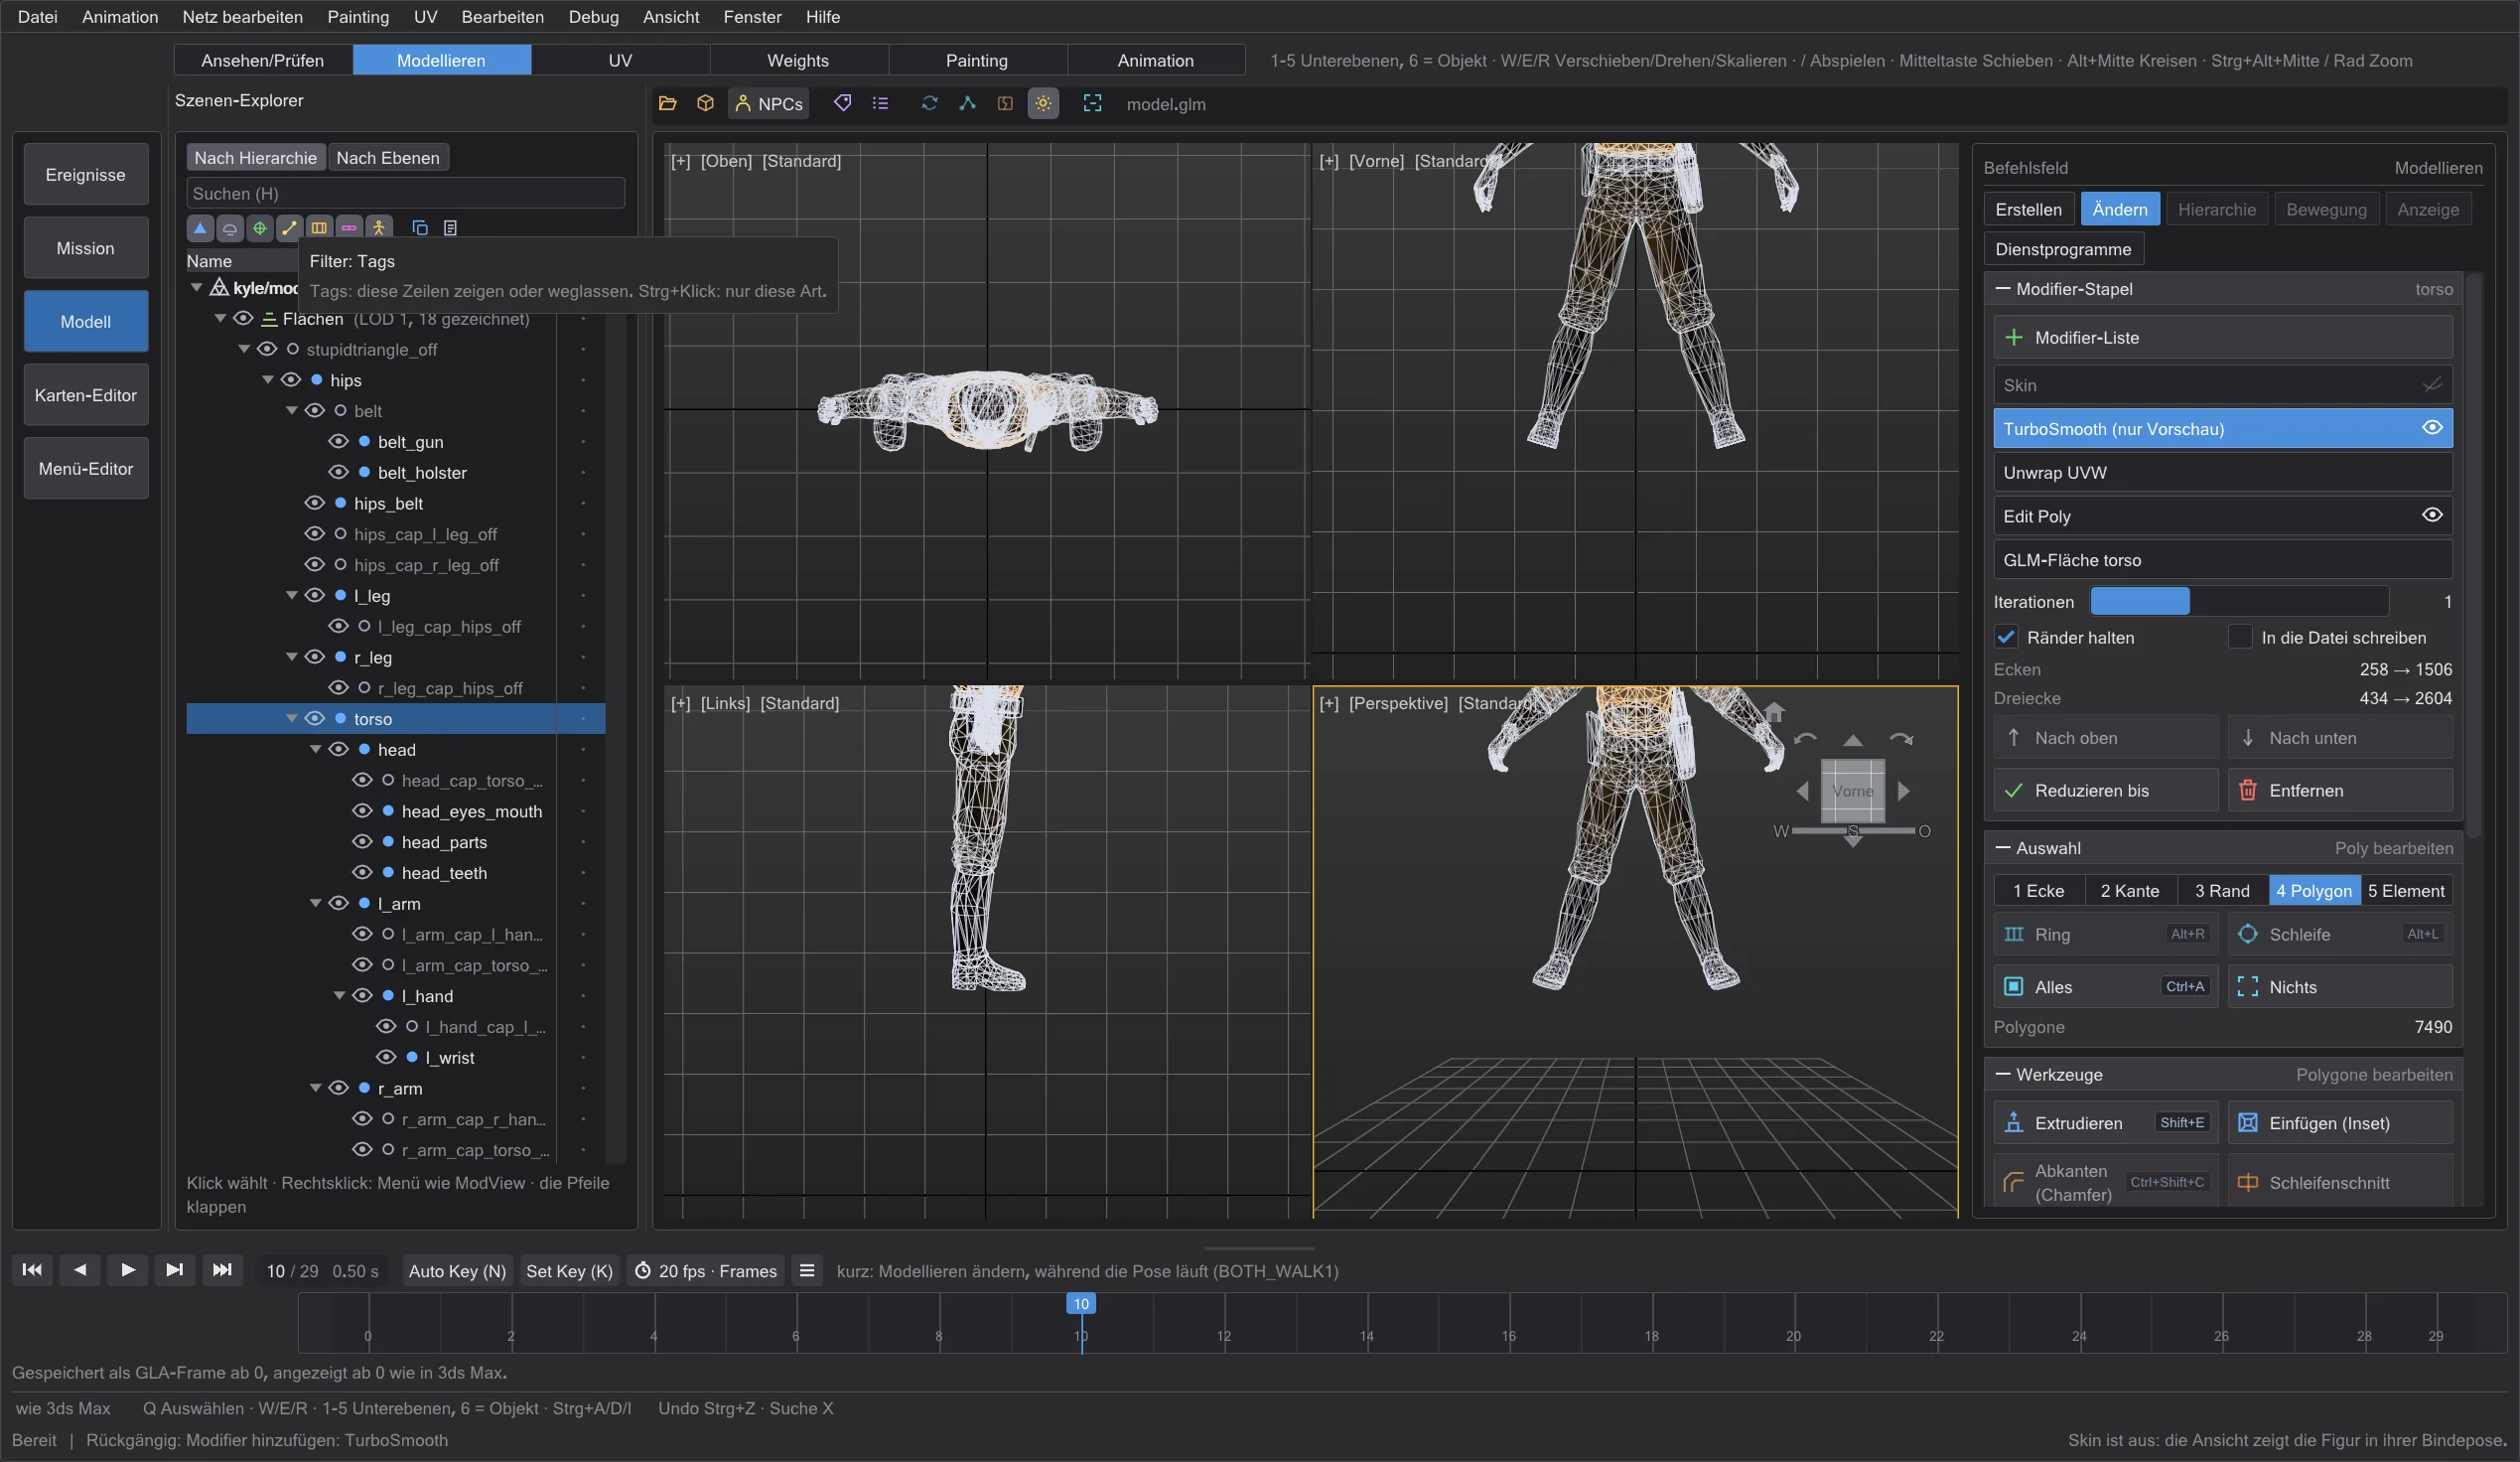 Datei Animation Netz bearbeiten Painting UV Bearbeiten Debug Ansicht Fenster Hilfe
Ansehen/Prüfen Modellieren UV Weights Painting Animation 1-5 Unterebenen, 6 = Objekt · W/E/R Verschieben/Drehen/Skalieren · / Abspielen · Mitteltaste Schieben · Alt+Mitte Kreisen · Strg+Alt+Mitte / Rad Zoom
Szenen-Explorer
NPCs model.glm
Ereignisse
Mission
Modell
Karten-Editor
Menü-Editor
Nach Hierarchie Nach Ebenen
Suchen (H)
Name
Filter: Tags
Tags: diese Zeilen zeigen oder weglassen. Strg+Klick: nur diese Art.
kyle/mod
Flächen (LOD 1, 18 gezeichnet)
stupidtriangle_off
hips
belt
belt_gun
belt_holster
hips_belt
hips_cap_l_leg_off
hips_cap_r_leg_off
l_leg
l_leg_cap_hips_off
r_leg
r_leg_cap_hips_off
torso
head
head_cap_torso_...
head_eyes_mouth
head_parts
head_teeth
l_arm
l_arm_cap_l_han...
l_arm_cap_torso_...
l_hand
l_hand_cap_l_...
l_wrist
r_arm
r_arm_cap_r_han...
r_arm_cap_torso_...
Klick wählt · Rechtsklick: Menü wie ModView · die Pfeile
klappen
[+] [Oben] [Standard]
[+] [Vorne] [Standard]
[+] [Links] [Standard]
[+] [Perspektive] [Standard]
Vorne
W S O
Befehlsfeld Modellieren
Erstellen Ändern Hierarchie Bewegung Anzeige
Dienstprogramme
Modifier-Stapel torso
Modifier-Liste
Skin
TurboSmooth (nur Vorschau)
Unwrap UVW
Edit Poly
GLM-Fläche torso
Iterationen 1
Ränder halten In die Datei schreiben
Ecken 258 → 1506
Dreiecke 434 → 2604
Nach oben Nach unten
Reduzieren bis Entfernen
Auswahl Poly bearbeiten
1 Ecke 2 Kante 3 Rand 4 Polygon 5 Element
Ring Alt+R Schleife Alt+L
Alles Ctrl+A Nichts
Polygone 7490
Werkzeuge Polygone bearbeiten
Extrudieren Shift+E Einfügen (Inset)
Abkanten (Chamfer) Ctrl+Shift+C Schleifenschnitt
10 / 29 0.50 s Auto Key (N) Set Key (K) 20 fps · Frames kurz: Modellieren ändern, während die Pose läuft (BOTH_WALK1)
10
0 2 4 6 8 10 12 14 16 18 20 22 24 26 28 29
Gespeichert als GLA-Frame ab 0, angezeigt ab 0 wie in 3ds Max.
wie 3ds Max Q Auswählen · W/E/R · 1-5 Unterebenen, 6 = Objekt · Strg+A/D/I Undo Strg+Z · Suche X
Bereit | Rückgängig: Modifier hinzufügen: TurboSmooth Skin ist aus: die Ansicht zeigt die Figur in ihrer Bindepose.